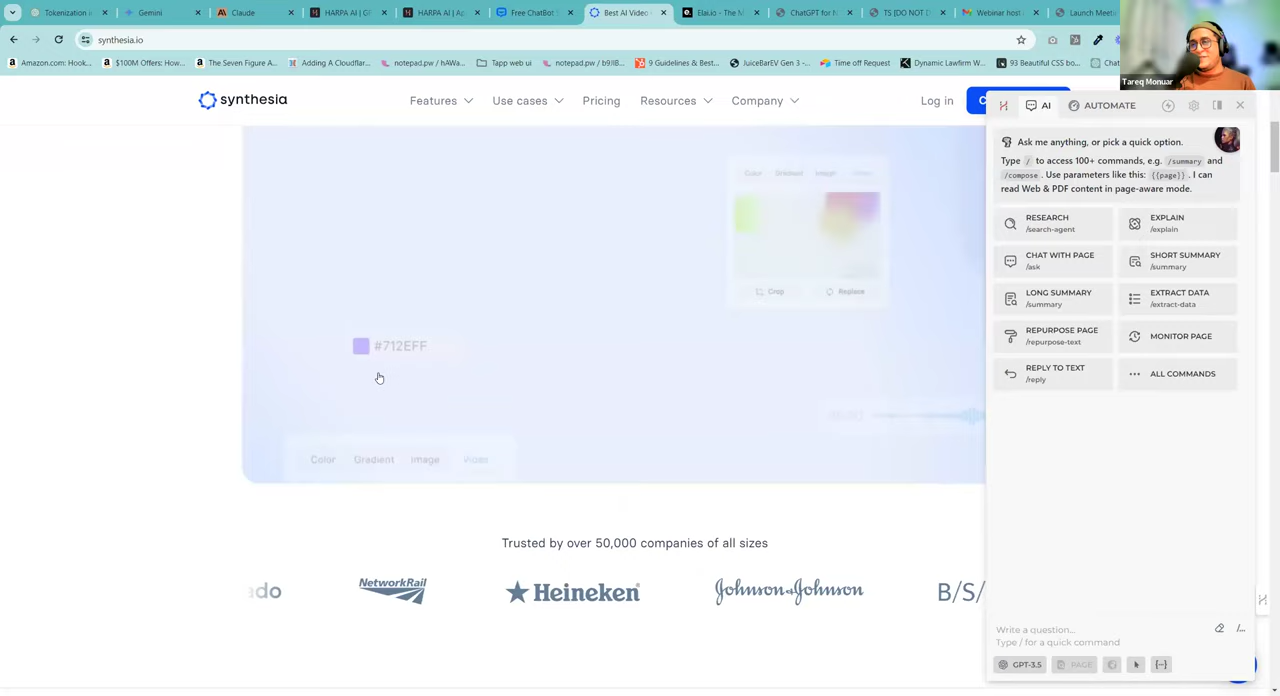 Tokenization i
Gemini
Claude
HARPA AI | G
HARPA AI | Ap
Free ChatBot
Best AI Video
Elai.io - The M
ChatGPT for
TS [DO NOT D
Webinar host
Launch Meeti
synthesia.io
Amazon.com: Hook...
$100M Offers: How...
The Seven Figure A...
Adding A Cloudflar...
notepad.pw / hAWa
Tapp web ui
notepad.pw / b9IlB...
9 Guidelines & Best...
JuiceBarEV Gen 3 -...
Time off Request
Dynamic Lawfirm W...
93 Beautiful CSS bo...
Chat
Tareq Monuar
synthesia
Features
Use cases
Pricing
Resources
Company
Log in
AI
AUTOMATE
Ask me anything, or pick a quick option.
Type / to access 100+ commands, e.g. /summary and
/compose . Use parameters like this: {{page}} . I can
read Web & PDF content in page-aware mode.
RESEARCH
/search-agent
EXPLAIN
/explain
CHAT WITH PAGE
/ask
SHORT SUMMARY
/summary
LONG SUMMARY
/summary
EXTRACT DATA
/extract-data
REPURPOSE PAGE
/repurpose-text
MONITOR PAGE
REPLY TO TEXT
/reply
ALL COMMANDS
Color
Gradient
Image
Crop
Replace
#712EFF
Color
Gradient
Image
Video
Trusted by over 50,000 companies of all sizes
ado
NetworkRail
Heineken
Johnson & Johnson
B/S/
Write a question...
Type / for a quick command
GPT-3.5
PAGE